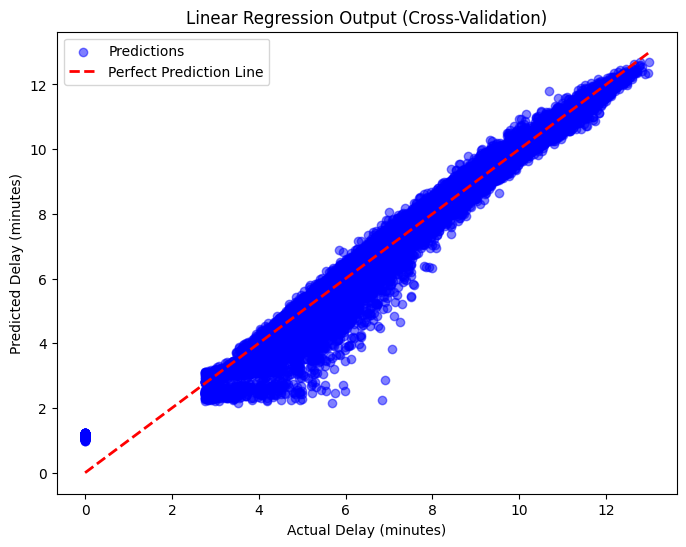 Linear Regression Output (Cross-Validation)
Predictions
Perfect Prediction Line
12
10
8
6
4
2
0
Predicted Delay (minutes)
0 2 4 6 8 10 12
Actual Delay (minutes)